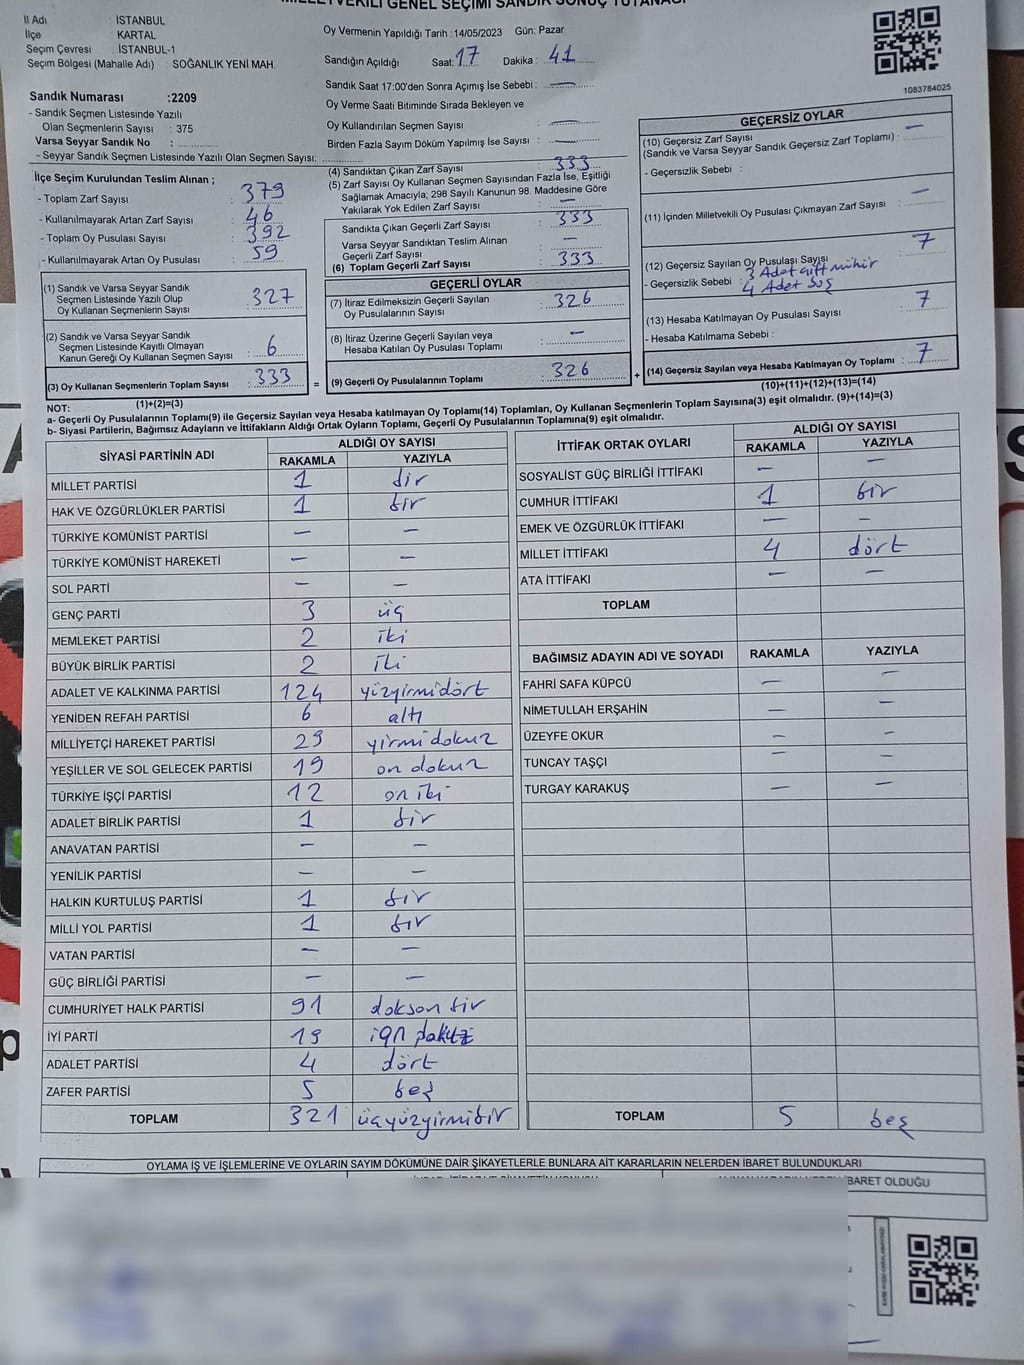 MİLLETVEKİLİ GENEL SEÇİMİ SANDIK SONUÇ TUTANAĞI
İl Adı : İSTANBUL
İlçe : KARTAL
Seçim Çevresi : İSTANBUL-1
Seçim Bölgesi (Mahalle Adı) : SOĞANLIK YENİ MAH.
Oy Vermenin Yapıldığı Tarih :14/05/2023 Gün: Pazar
Sandığın Açıldığı Saat: 17 Dakika : 41
Sandık Saat 17:00'den Sonra Açımış İse Sebebi : —
Oy Verme Saati Bitiminde Sırada Bekleyen ve
Oy Kullandırılan Seçmen Sayısı : —
Birden Fazla Sayım Döküm Yapılmış İse Sayısı : —
1083784025
Sandık Numarası :2209
- Sandık Seçmen Listesinde Yazılı
Olan Seçmenlerin Sayısı : 375
Varsa Seyyar Sandık No :
- Seyyar Sandık Seçmen Listesinde Yazılı Olan Seçmen Sayısı:
İlçe Seçim Kurulundan Teslim Alınan ;
- Toplam Zarf Sayısı : 379
- Kullanılmayarak Artan Zarf Sayısı : 46
- Toplam Oy Pusulası Sayısı : 392
- Kullanılmayarak Artan Oy Pusulası : 59
(1) Sandık ve Varsa Seyyar Sandık
Seçmen Listesinde Yazılı Olup
Oy Kullanan Seçmenlerin Sayısı : 327
(2) Sandık ve Varsa Seyyar Sandık
Seçmen Listesinde Kayıtlı Olmayan
Kanun Gereği Oy Kullanan Seçmen Sayısı : 6
(3) Oy Kullanan Seçmenlerin Toplam Sayısı : 333
(1)+(2)=(3)
(4) Sandıktan Çıkan Zarf Sayısı : 333
(5) Zarf Sayısı Oy Kullanan Seçmen Sayısından Fazla İse, Eşitliği
Sağlamak Amacıyla; 298 Sayılı Kanunun 98. Maddesine Göre
Yakılarak Yok Edilen Zarf Sayısı : —
Sandıkta Çıkan Geçerli Zarf Sayısı : 333
Varsa Seyyar Sandıktan Teslim Alınan
Geçerli Zarf Sayısı : —
(6) Toplam Geçerli Zarf Sayısı : 333
GEÇERLİ OYLAR
(7) İtiraz Edilmeksizin Geçerli Sayılan
Oy Pusulalarının Sayısı : 326
(8) İtiraz Üzerine Geçerli Sayılan veya
Hesaba Katılan Oy Pusulası Toplamı : —
= (9) Geçerli Oy Pusulalarının Toplamı : 326 +
GEÇERSİZ OYLAR
(10) Geçersiz Zarf Sayısı : —
(Sandık ve Varsa Seyyar Sandık Geçersiz Zarf Toplamı) :
- Geçersizlik Sebebi :
(11) İçinden Milletvekili Oy Pusulası Çıkmayan Zarf Sayısı : —
(12) Geçersiz Sayılan Oy Pusulası Sayısı : 7
- Geçersizlik Sebebi : 3 Adet çift mühür
4 Adet boş
(13) Hesaba Katılmayan Oy Pusulası Sayısı : 7
- Hesaba Katılmama Sebebi :
(14) Geçersiz Sayılan veya Hesaba Katılmayan Oy Toplamı : 7
(10)+(11)+(12)+(13)=(14)
NOT:
a- Geçerli Oy Pusulalarının Toplamı(9) ile Geçersiz Sayılan veya Hesaba katılmayan Oy Toplamı(14) Toplamları, Oy Kullanan Seçmenlerin Toplam Sayısına(3) eşit olmalıdır. (9)+(14)=(3)
b- Siyasi Partilerin, Bağımsız Adayların ve İttifakların Aldığı Ortak Oyların Toplamı, Geçerli Oy Pusulalarının Toplamına(9) eşit olmalıdır.
SİYASİ PARTİNİN ADI ALDIĞI OY SAYISI
RAKAMLA YAZIYLA
MİLLET PARTİSİ 1 bir
HAK VE ÖZGÜRLÜKLER PARTİSİ 1 bir
TÜRKİYE KOMÜNİST PARTİSİ — —
TÜRKİYE KOMÜNİST HAREKETİ — —
SOL PARTİ — —
GENÇ PARTİ 3 üç
MEMLEKET PARTİSİ 2 iki
BÜYÜK BİRLİK PARTİSİ 2 iki
ADALET VE KALKINMA PARTİSİ 124 yüzyirmidört
YENİDEN REFAH PARTİSİ 6 altı
MİLLİYETÇİ HAREKET PARTİSİ 29 yirmi dokuz
YEŞİLLER VE SOL GELECEK PARTİSİ 19 on dokuz
TÜRKİYE İŞÇİ PARTİSİ 12 on iki
ADALET BİRLİK PARTİSİ 1 bir
ANAVATAN PARTİSİ — —
YENİLİK PARTİSİ — —
HALKIN KURTULUŞ PARTİSİ 1 bir
MİLLİ YOL PARTİSİ 1 bir
VATAN PARTİSİ — —
GÜÇ BİRLİĞİ PARTİSİ — —
CUMHURİYET HALK PARTİSİ 91 doksan bir
İYİ PARTİ 19
ADALET PARTİSİ 4 dört
ZAFER PARTİSİ 5 beş
TOPLAM 321 üçyüzyirmibir
İTTİFAK ORTAK OYLARI ALDIĞI OY SAYISI
RAKAMLA YAZIYLA
SOSYALİST GÜÇ BİRLİĞİ İTTİFAKI — —
CUMHUR İTTİFAKI 1 bir
EMEK VE ÖZGÜRLÜK İTTİFAKI — —
MİLLET İTTİFAKI 4 dört
ATA İTTİFAKI — —
TOPLAM
BAĞIMSIZ ADAYIN ADI VE SOYADI RAKAMLA YAZIYLA
FAHRİ SAFA KÜPCÜ — —
NİMETULLAH ERŞAHİN — —
ÜZEYFE OKUR — —
TUNCAY TAŞÇI — —
TURGAY KARAKUŞ — —
TOPLAM 5 beş
OYLAMA İŞ VE İŞLEMLERİNE VE OYLARIN SAYIM DÖKÜMÜNE DAİR ŞİKAYETLERLE BUNLARA AİT KARARLARIN NELERDEN İBARET BULUNDUKLARI
İBARET OLDUĞU